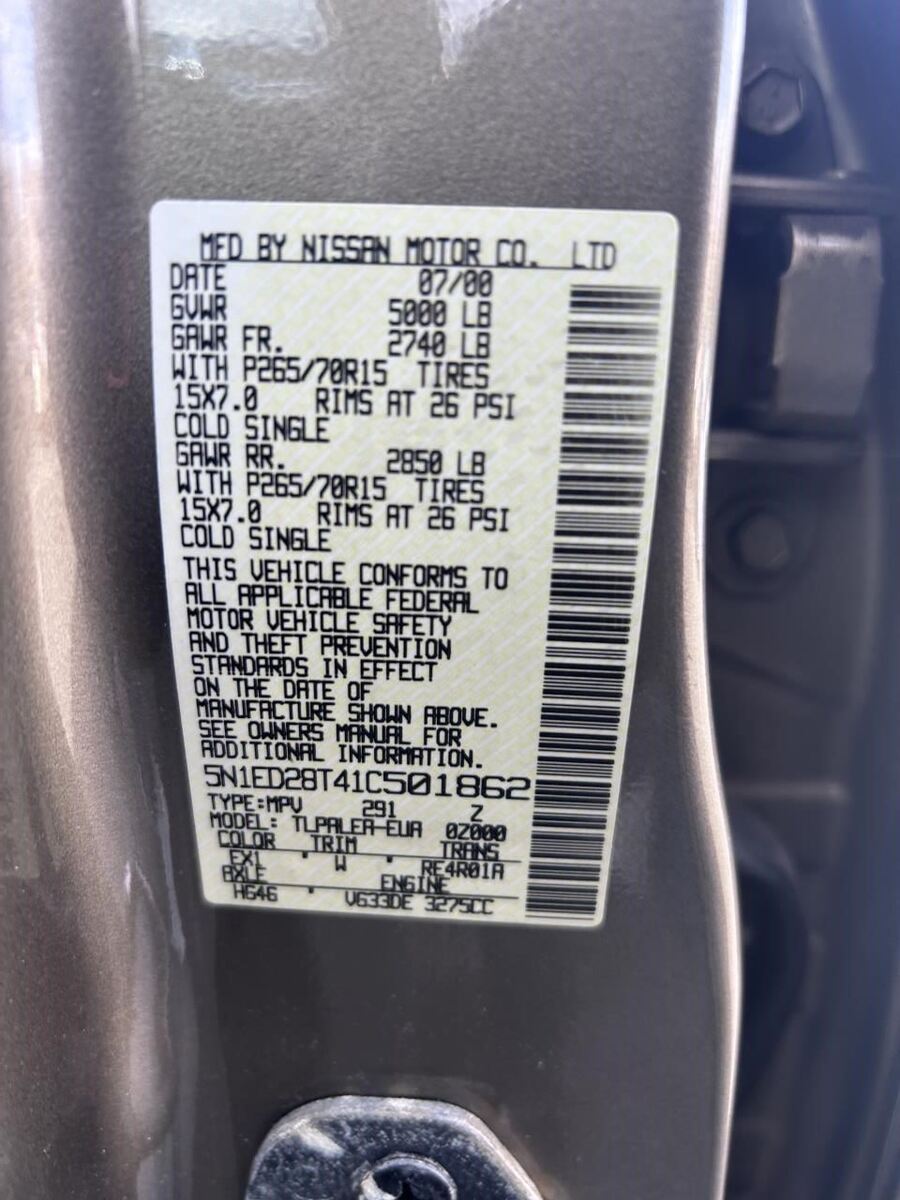 MFD BY NISSAN MOTOR CO. LTD
DATE 07/00
GVWR 5000 LB
GAWR FR. 2740 LB
WITH P265/70R15 TIRES
15X7.0 RIMS AT 26 PSI
COLD SINGLE
GAWR RR. 2850 LB
WITH P265/70R15 TIRES
15X7.0 RIMS AT 26 PSI
COLD SINGLE
THIS VEHICLE CONFORMS TO
ALL APPLICABLE FEDERAL
MOTOR VEHICLE SAFETY
AND THEFT PREVENTION
STANDARDS IN EFFECT
ON THE DATE OF
MANUFACTURE SHOWN ABOVE.
SEE OWNERS MANUAL FOR
ADDITIONAL INFORMATION.
5N1ED28T41C501862
TYPE:MPV 291 Z
MODEL: TLPALEA-EUA 0Z000
COLOR TRIM TRANS
EX1 ' W ' RE4R01A
AXLE ENGINE
HG46 ' VG33DE 3275CC